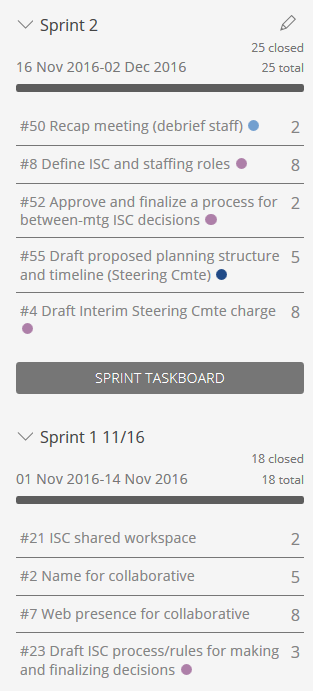 Sprint 2
25 closed
16 Nov 2016-02 Dec 2016
25 total
#50 Recap meeting (debrief staff)
2
#8 Define ISC and staffing roles
8
#52 Approve and finalize a process for
between-mtg ISC decisions
2
#55 Draft proposed planning structure
and timeline (Steering Cmte)
5
#4 Draft Interim Steering Cmte charge
8
SPRINT TASKBOARD
Sprint 1 11/16
18 closed
01 Nov 2016-14 Nov 2016
18 total
#21 ISC shared workspace
2
#2 Name for collaborative
5
#7 Web presence for collaborative
8
#23 Draft ISC process/rules for making
and finalizing decisions
3